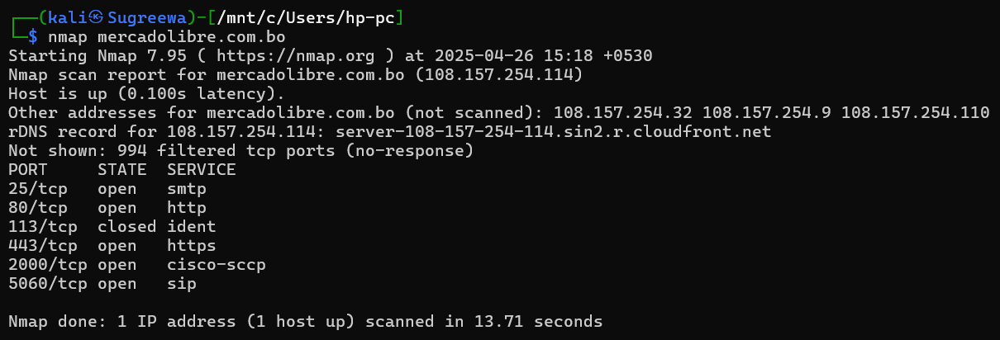 ┌──(kali㉿Sugreewa)-[/mnt/c/Users/hp-pc]
└─$ nmap mercadolibre.com.bo
Starting Nmap 7.95 ( https://nmap.org ) at 2025-04-26 15:18 +0530
Nmap scan report for mercadolibre.com.bo (108.157.254.114)
Host is up (0.100s latency).
Other addresses for mercadolibre.com.bo (not scanned): 108.157.254.32 108.157.254.9 108.157.254.110
rDNS record for 108.157.254.114: server-108-157-254-114.sin2.r.cloudfront.net
Not shown: 994 filtered tcp ports (no-response)
PORT     STATE  SERVICE
25/tcp   open   smtp
80/tcp   open   http
113/tcp  closed ident
443/tcp  open   https
2000/tcp open   cisco-sccp
5060/tcp open   sip
Nmap done: 1 IP address (1 host up) scanned in 13.71 seconds